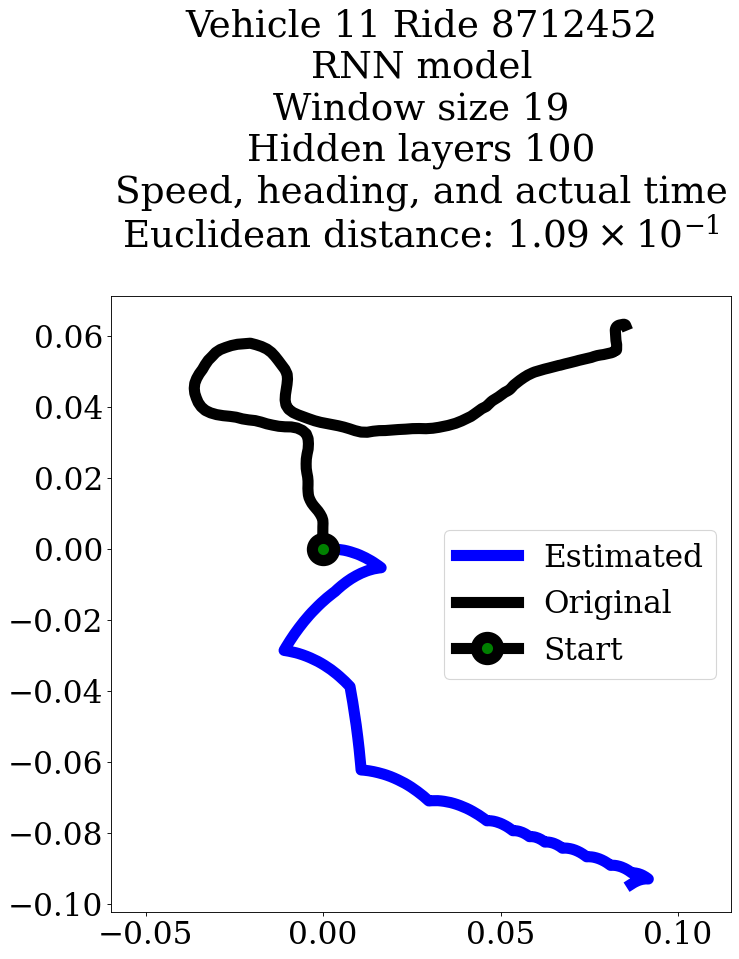 Vehicle 11 Ride 8712452
RNN model
Window size 19
Hidden layers 100
Speed, heading, and actual time
Euclidean distance: 1.09 × 10⁻¹
0.06
0.04
0.02
0.00
−0.02
−0.04
−0.06
−0.08
−0.10
Estimated
Original
Start
−0.05 0.00 0.05 0.10